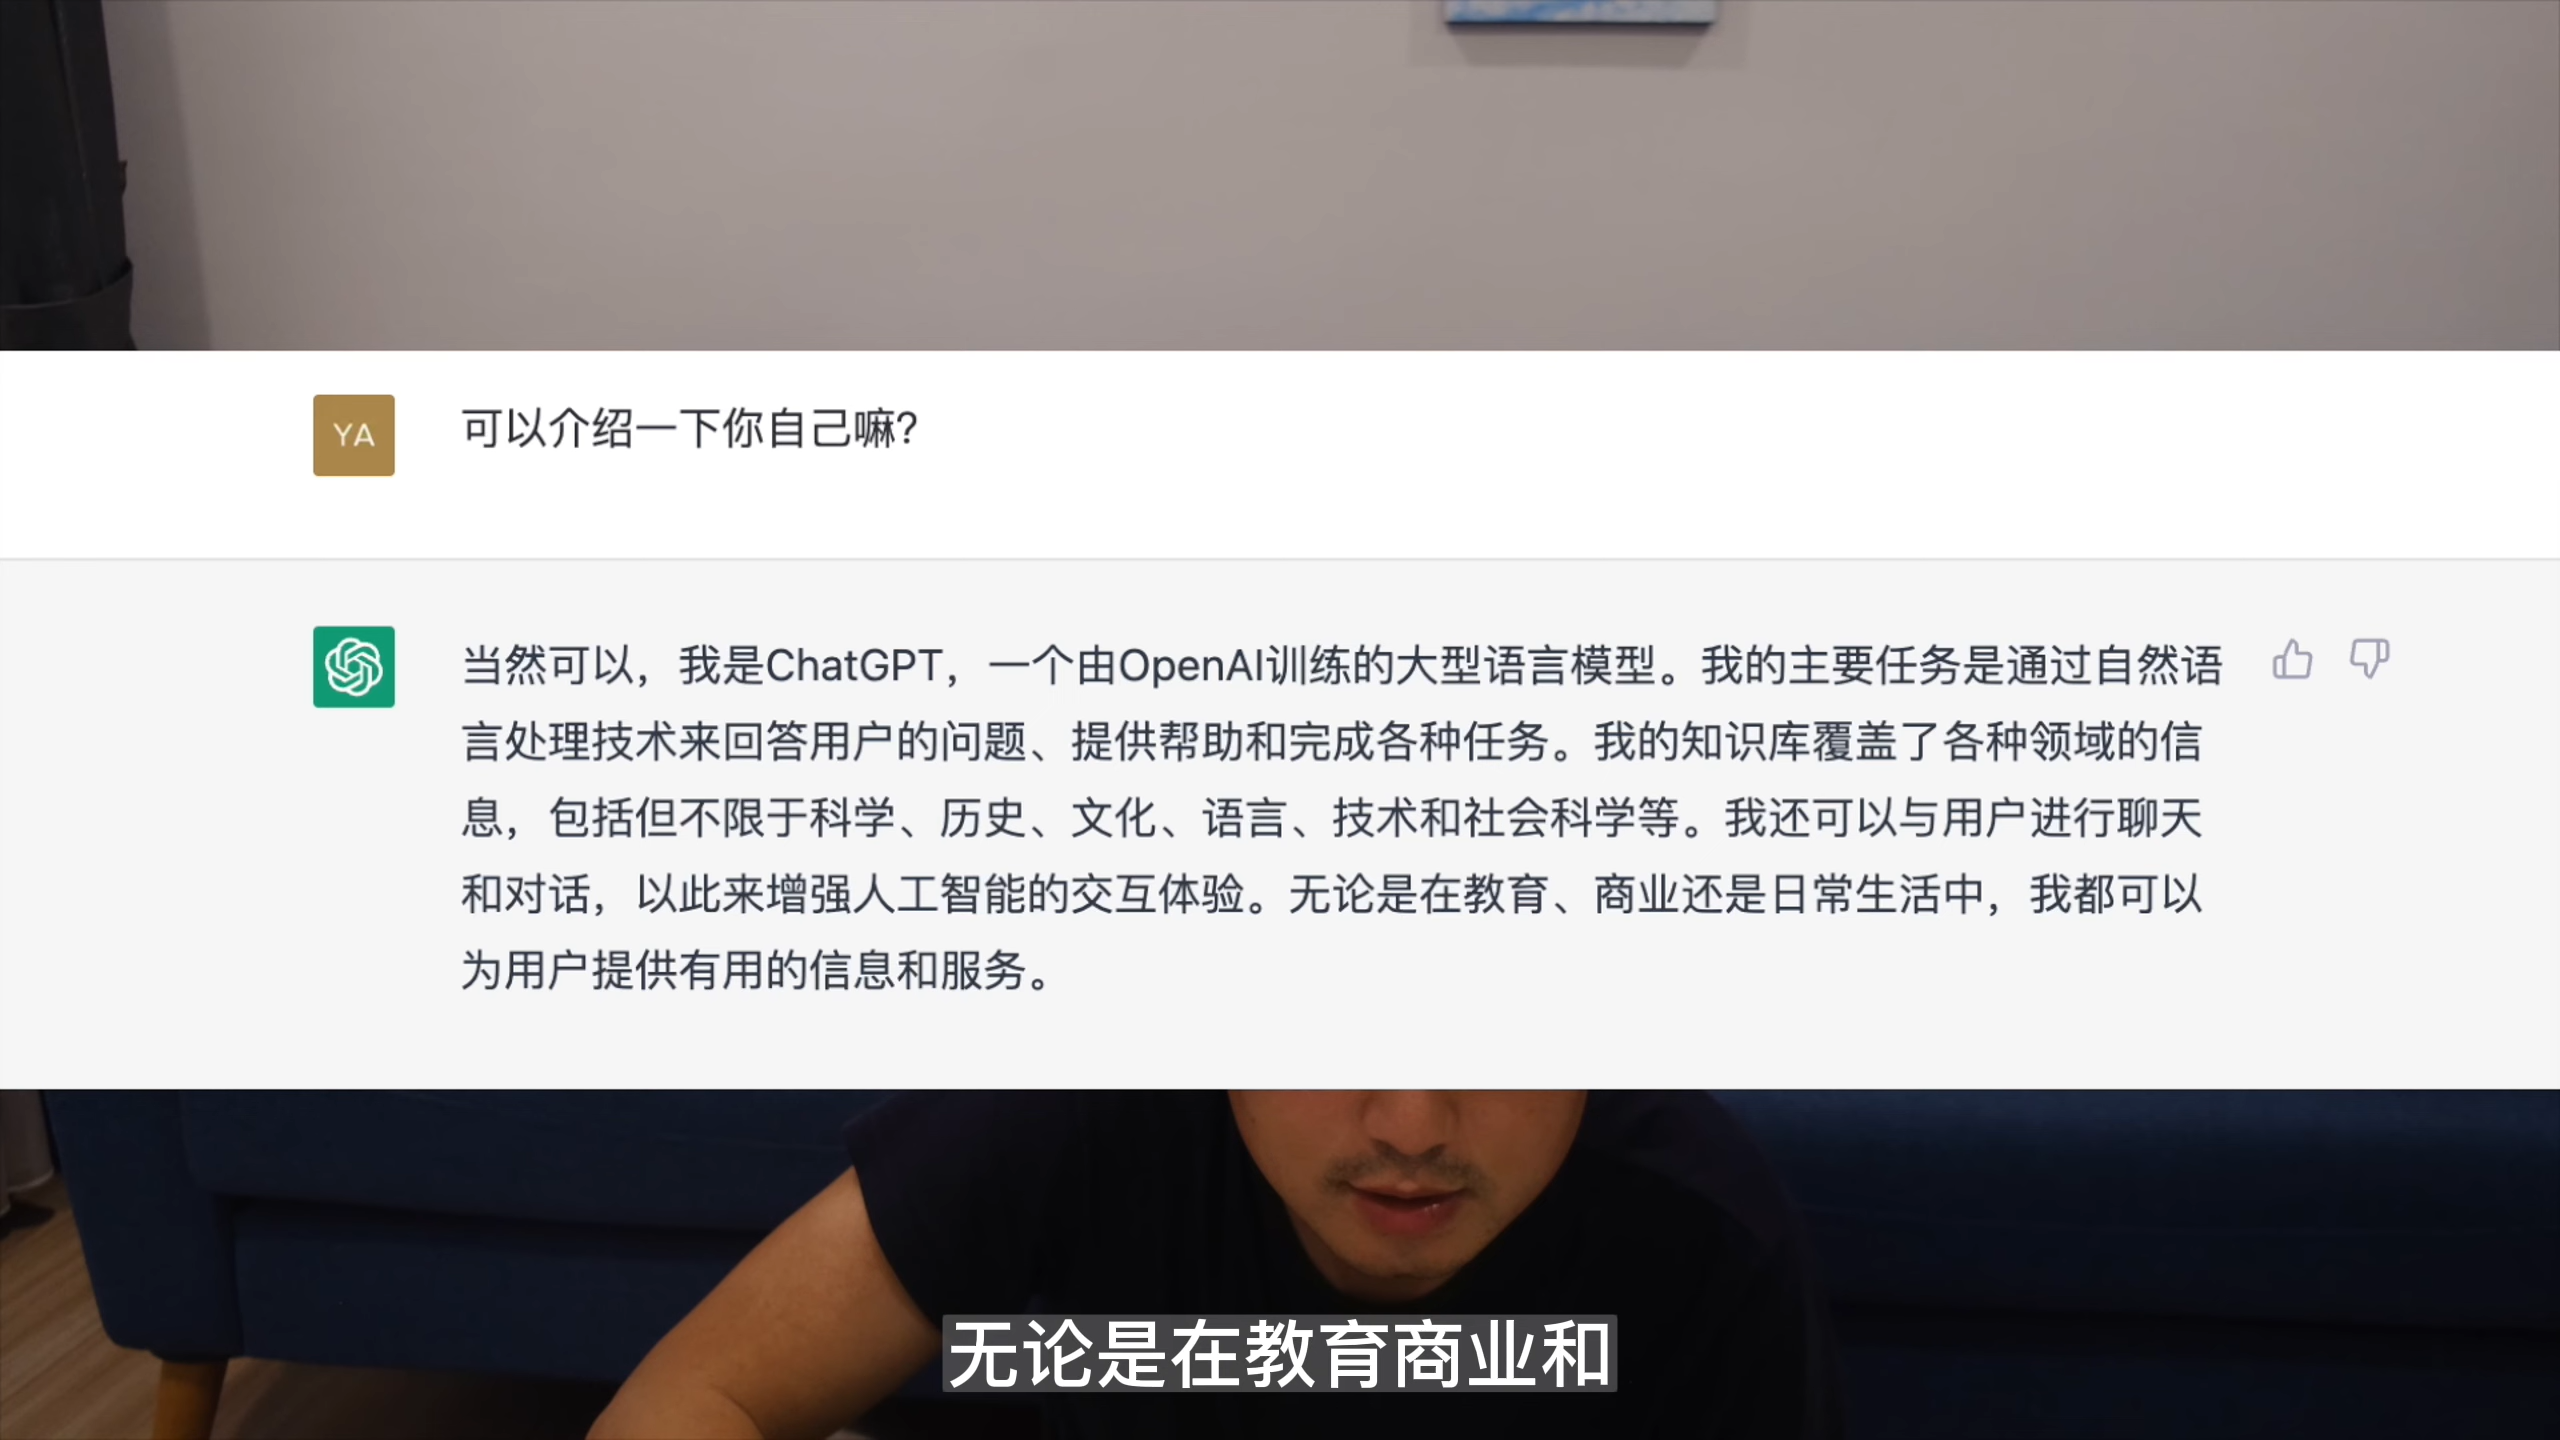 YA
可以介绍一下你自己嘛?
当然可以，我是ChatGPT，一个由OpenAI训练的大型语言模型。我的主要任务是通过自然语
言处理技术来回答用户的问题、提供帮助和完成各种任务。我的知识库覆盖了各种领域的信
息，包括但不限于科学、历史、文化、语言、技术和社会科学等。我还可以与用户进行聊天
和对话，以此来增强人工智能的交互体验。无论是在教育、商业还是日常生活中，我都可以
为用户提供有用的信息和服务。
无论是在教育商业和